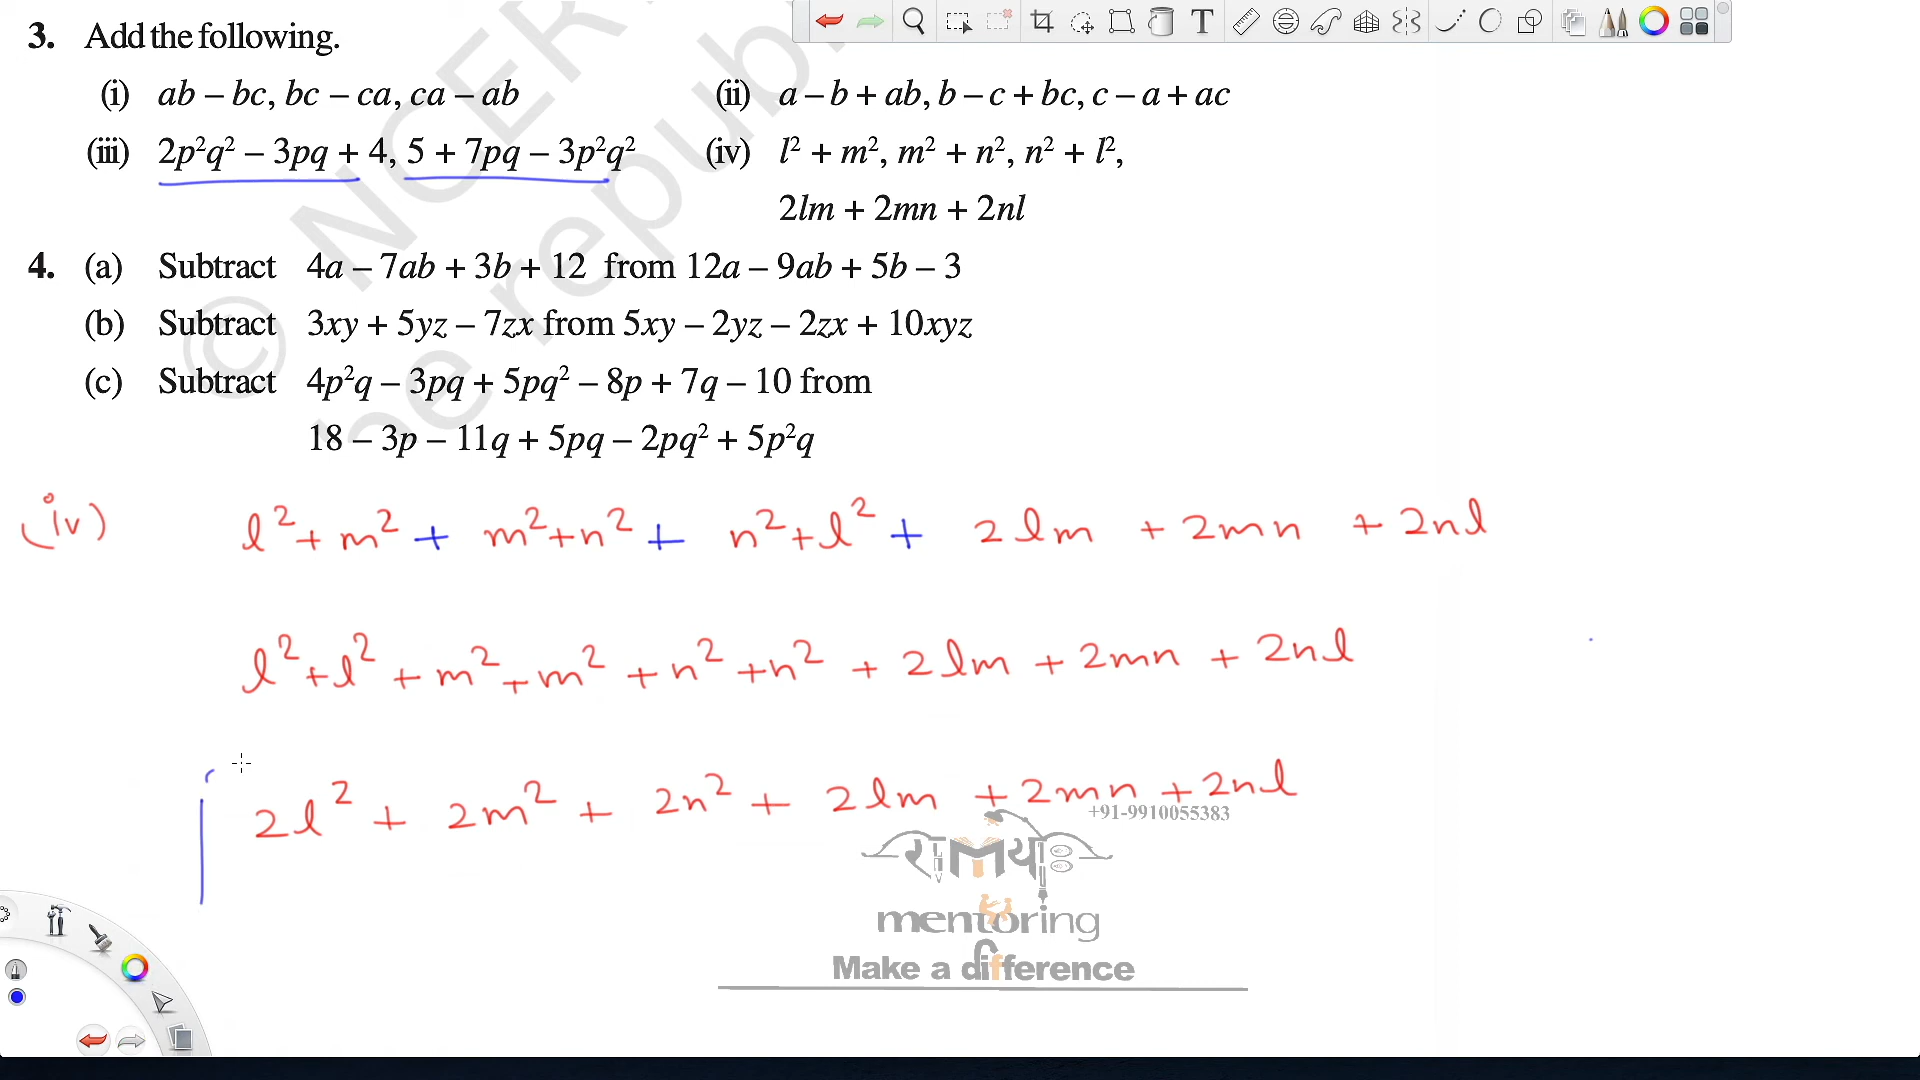 3. Add the following.
(i) ab – bc, bc – ca, ca – ab (ii) a – b + ab, b – c + bc, c – a + ac
(iii) 2p²q² – 3pq + 4, 5 + 7pq – 3p²q² (iv) l² + m², m² + n², n² + l²,
2lm + 2mn + 2nl
4. (a) Subtract 4a – 7ab + 3b + 12 from 12a – 9ab + 5b – 3
(b) Subtract 3xy + 5yz – 7zx from 5xy – 2yz – 2zx + 10xyz
(c) Subtract 4p²q – 3pq + 5pq² – 8p + 7q – 10 from
18 – 3p – 11q + 5pq – 2pq² + 5p²q
© NCER
he republi
(iv) l² + m² + m² + n² + n² + l² + 2lm + 2mn + 2nl
l² + l² + m² + m² + n² + n² + 2lm + 2mn + 2nl
2l² + 2m² + 2n² + 2lm + 2mn + 2nl
+91-9910055383
mentoring
Make a difference